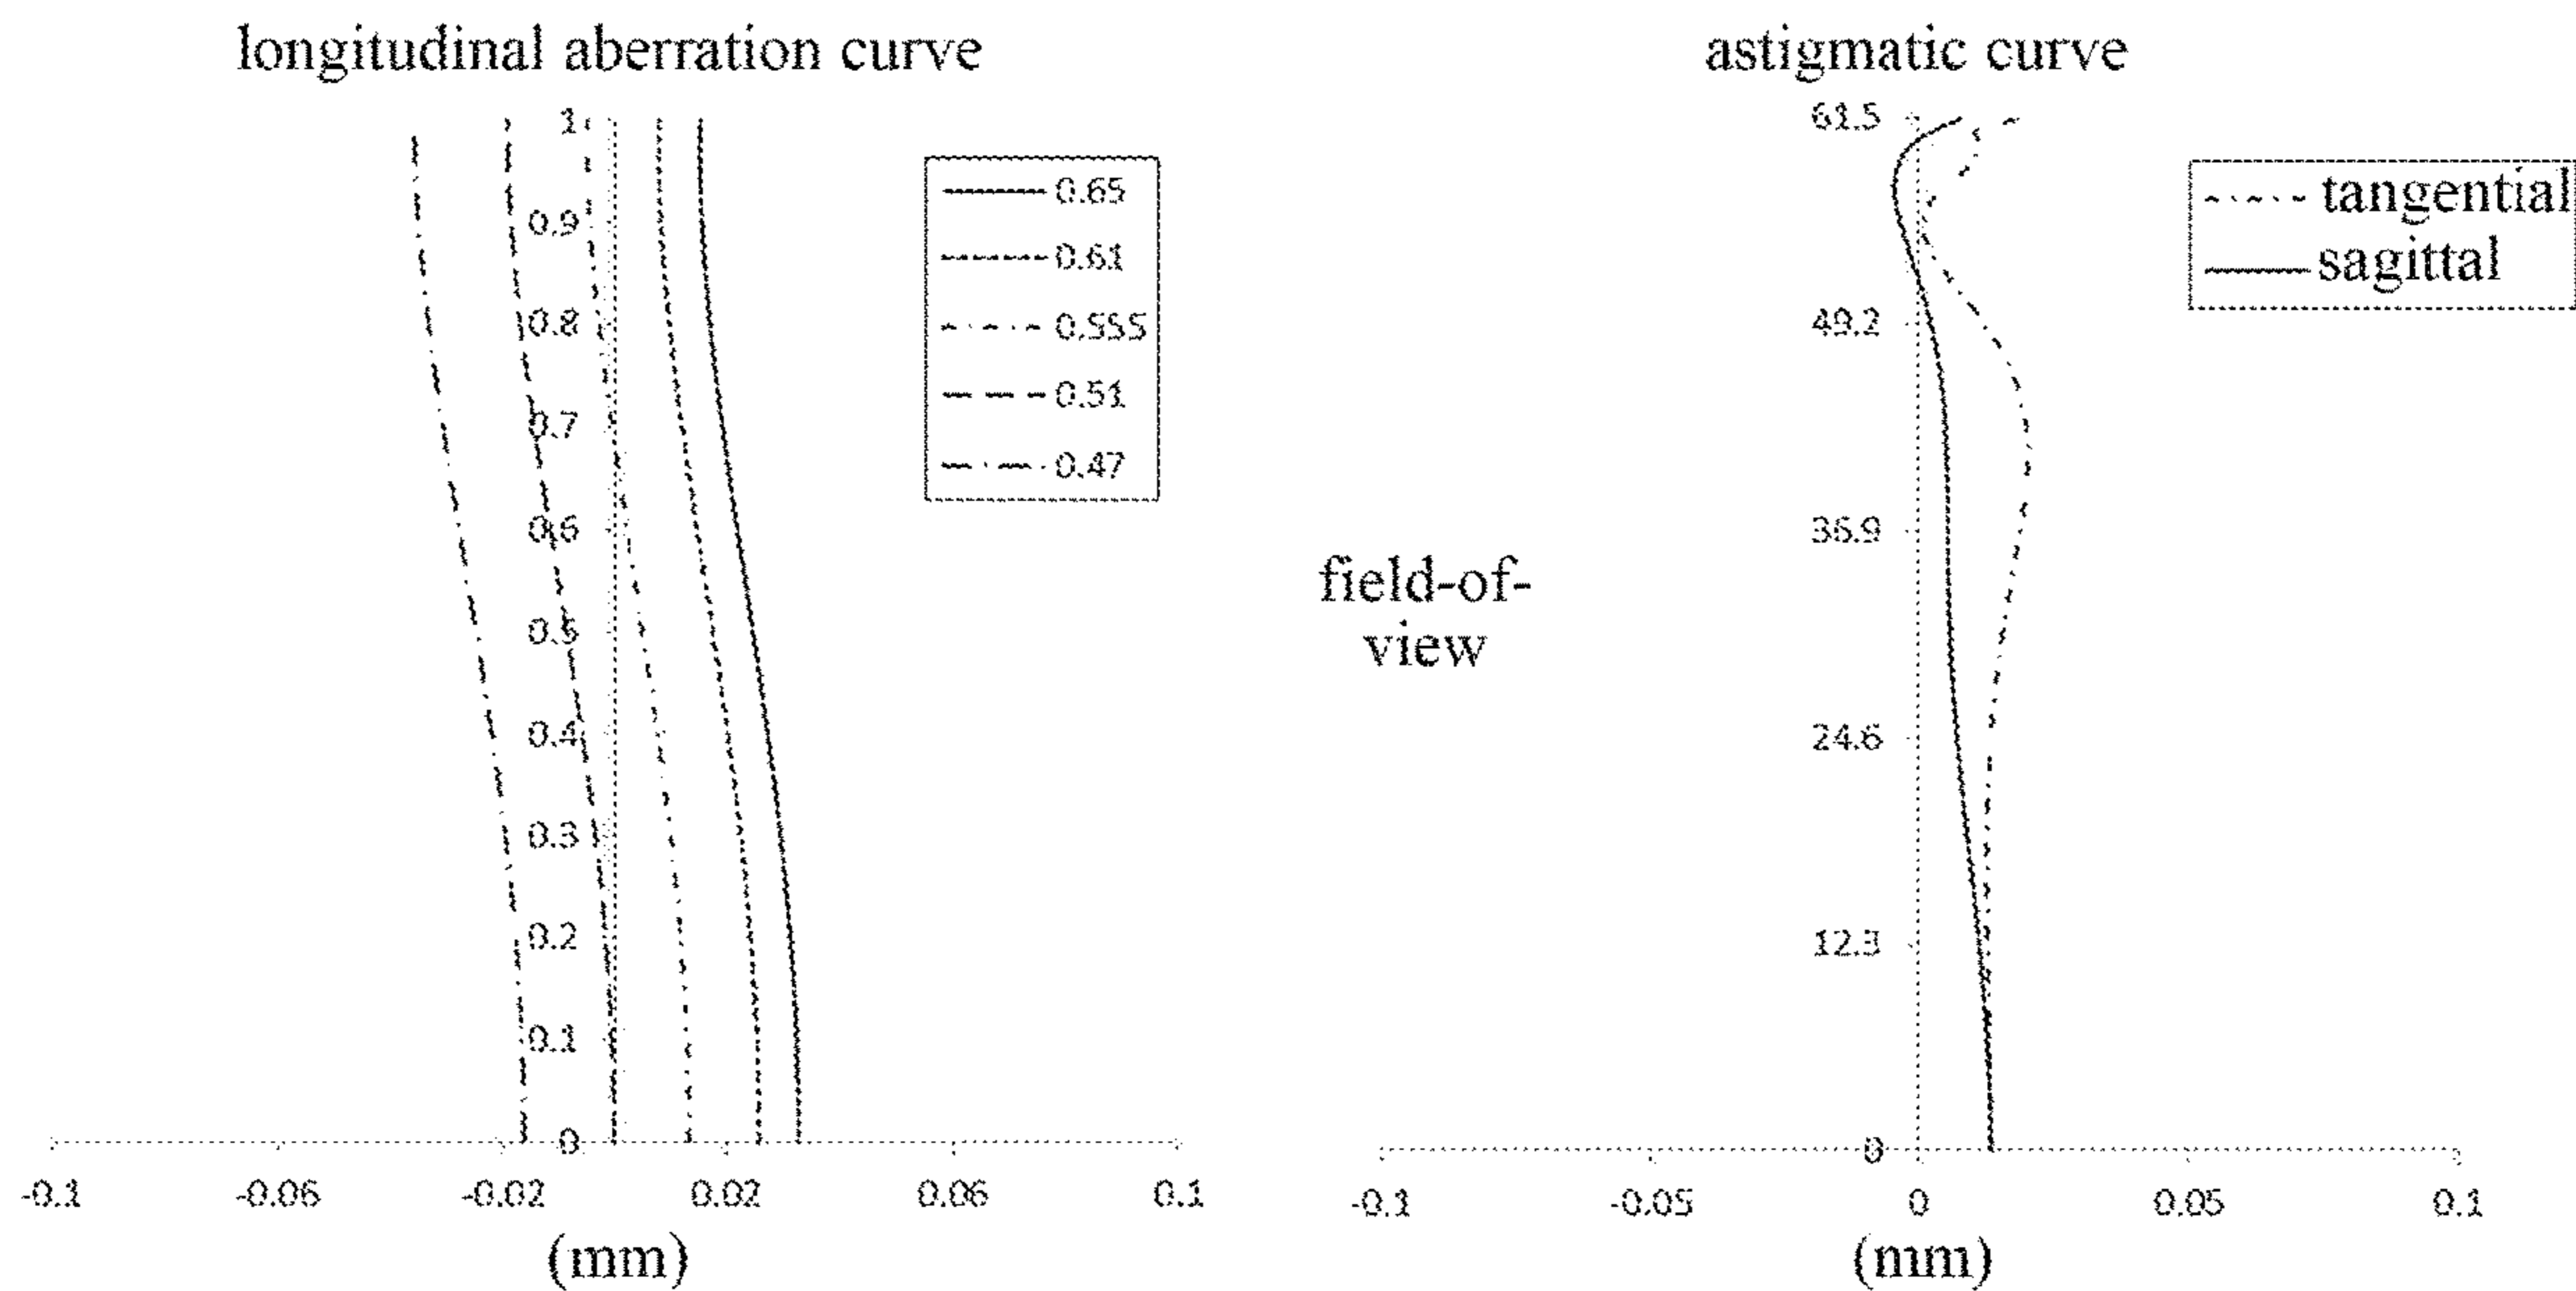 longitudinal aberration curve
1
0.9
0.8
0.7
0.6
0.5
0.4
0.3
0.2
0.1
0
-0.1 -0.06 -0.02 0.02 0.06 0.1
(mm)
0.65
0.61
0.555
0.51
0.47
astigmatic curve
61.5
49.2
36.9
24.6
12.3
0
field-of-
view
-0.1 -0.05 0 0.05 0.1
(mm)
tangential
sagittal